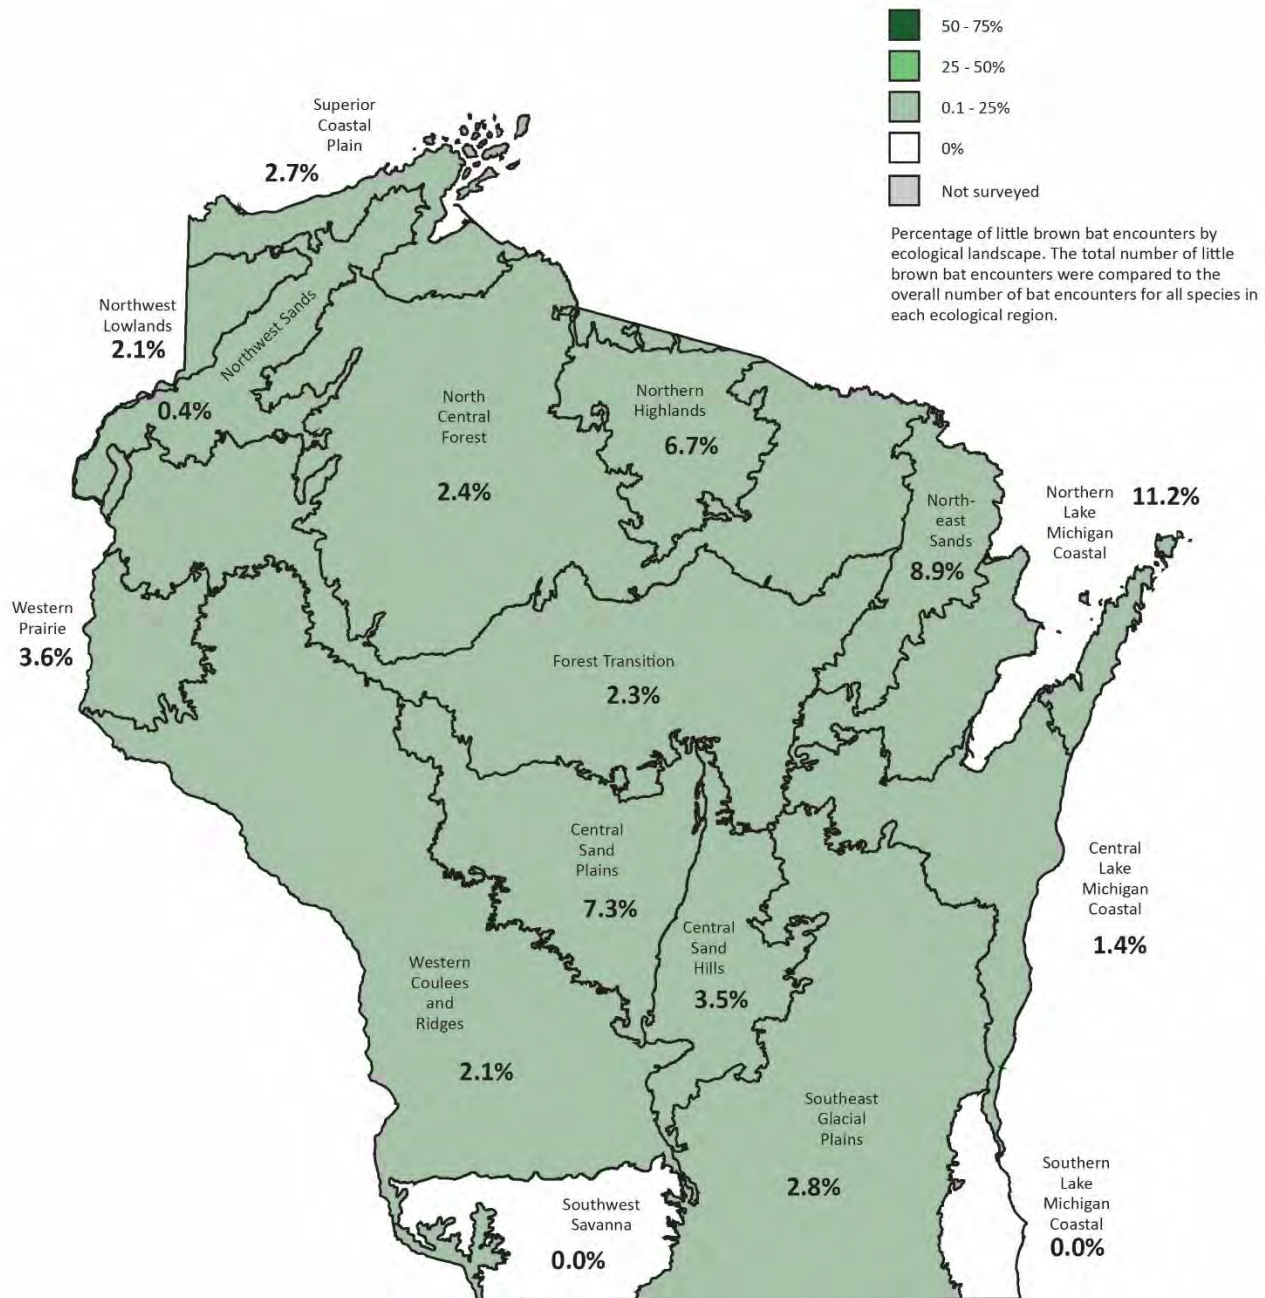 50 - 75%
25 - 50%
0.1 - 25%
0%
Not surveyed
Percentage of little brown bat encounters by
ecological landscape. The total number of little
brown bat encounters were compared to the
overall number of bat encounters for all species in
each ecological region.
Superior
Coastal
Plain
2.7%
Northwest
Lowlands
2.1%
Northwest Sands
0.4%
North
Central
Forest
2.4%
Northern
Highlands
6.7%
North-
east
Sands
8.9%
Northern
Lake
Michigan
Coastal
11.2%
Western
Prairie
3.6%
Forest Transition
2.3%
Central
Sand
Plains
7.3%
Central
Sand
Hills
3.5%
Central
Lake
Michigan
Coastal
1.4%
Western
Coulees
and
Ridges
2.1%
Southeast
Glacial
Plains
2.8%
Southwest
Savanna
0.0%
Southern
Lake
Michigan
Coastal
0.0%